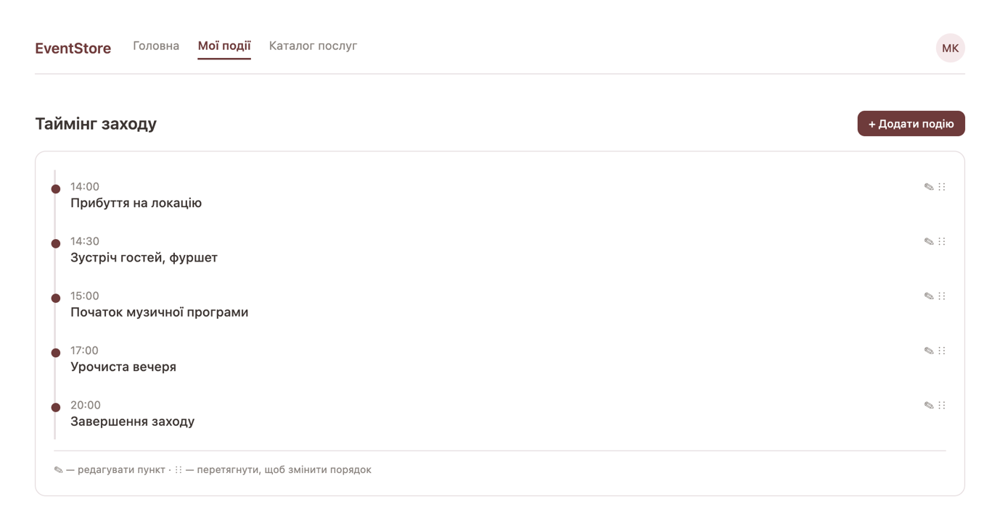 EventStore Головна Мої події Каталог послуг МК
Таймінг заходу + Додати подію
14:00 ✎ ⁝⁝
Прибуття на локацію
14:30 ✎ ⁝⁝
Зустріч гостей, фуршет
15:00 ✎ ⁝⁝
Початок музичної програми
17:00 ✎ ⁝⁝
Урочиста вечеря
20:00 ✎ ⁝⁝
Завершення заходу
✎ — редагувати пункт · ⁝⁝ — перетягнути, щоб змінити порядок